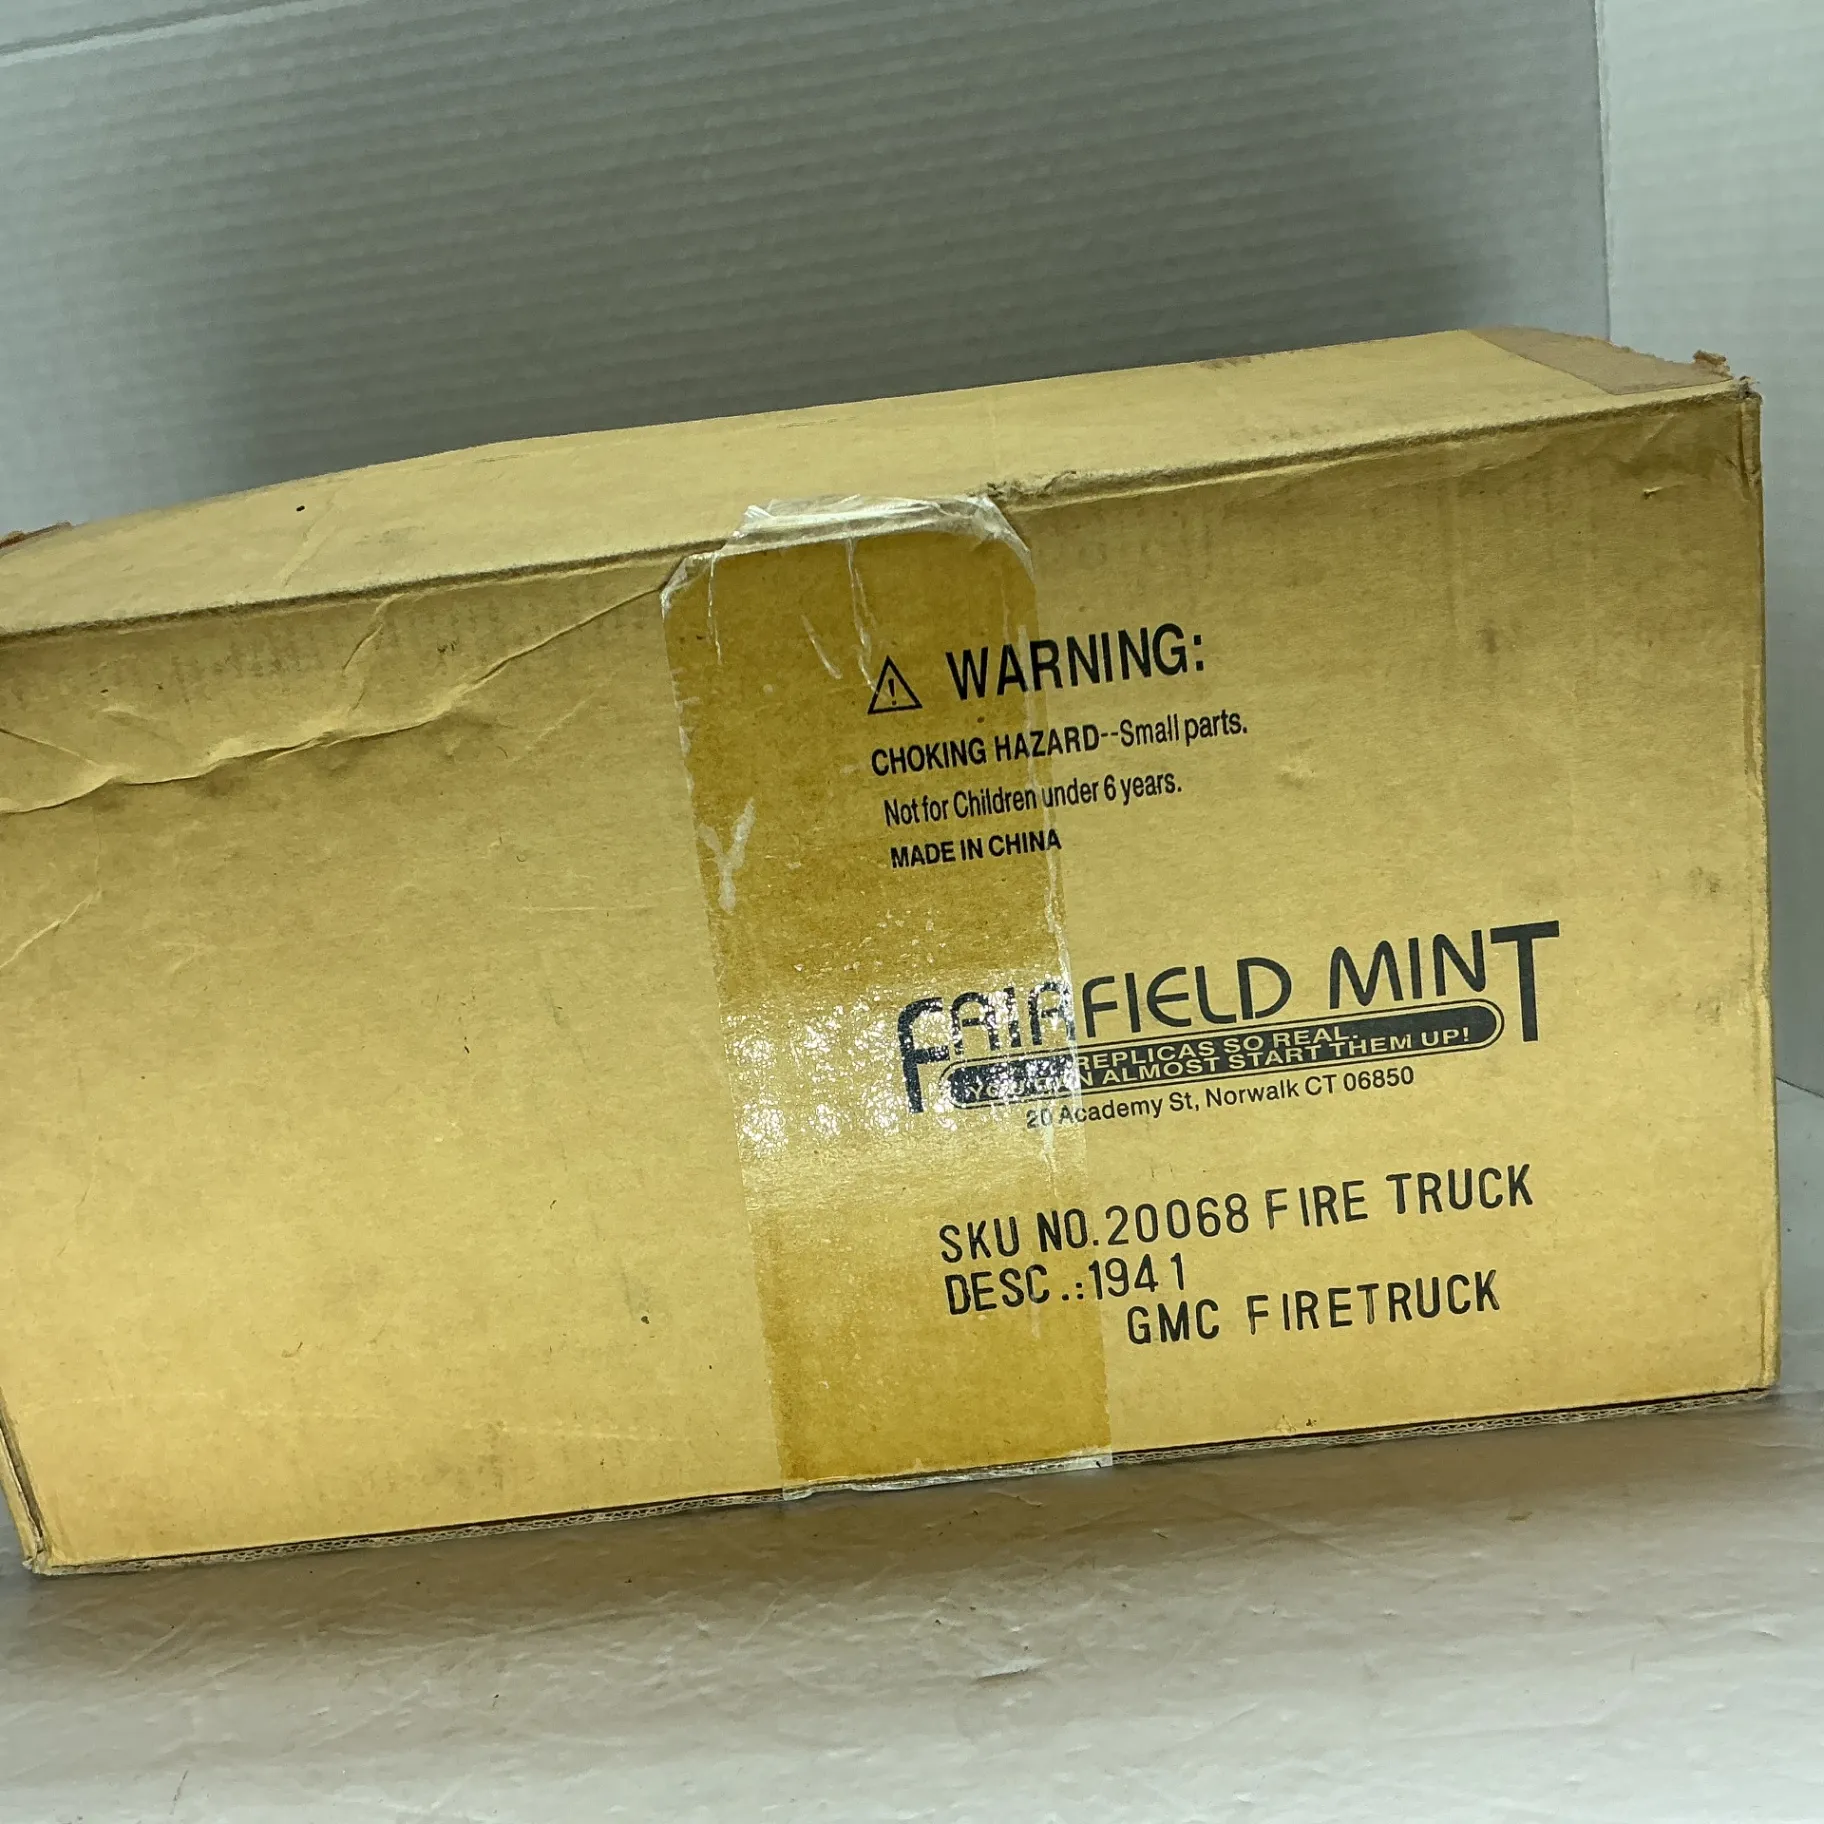 WARNING:
CHOKING HAZARD--Small parts.
Not for Children under 6 years.
MADE IN CHINA
FAIRFIELD MINT
REPLICAS SO REAL.
YOU CAN ALMOST START THEM UP!
20 Academy St, Norwalk CT 06850
SKU NO.20068 FIRE TRUCK
DESC.:1941
GMC FIRETRUCK